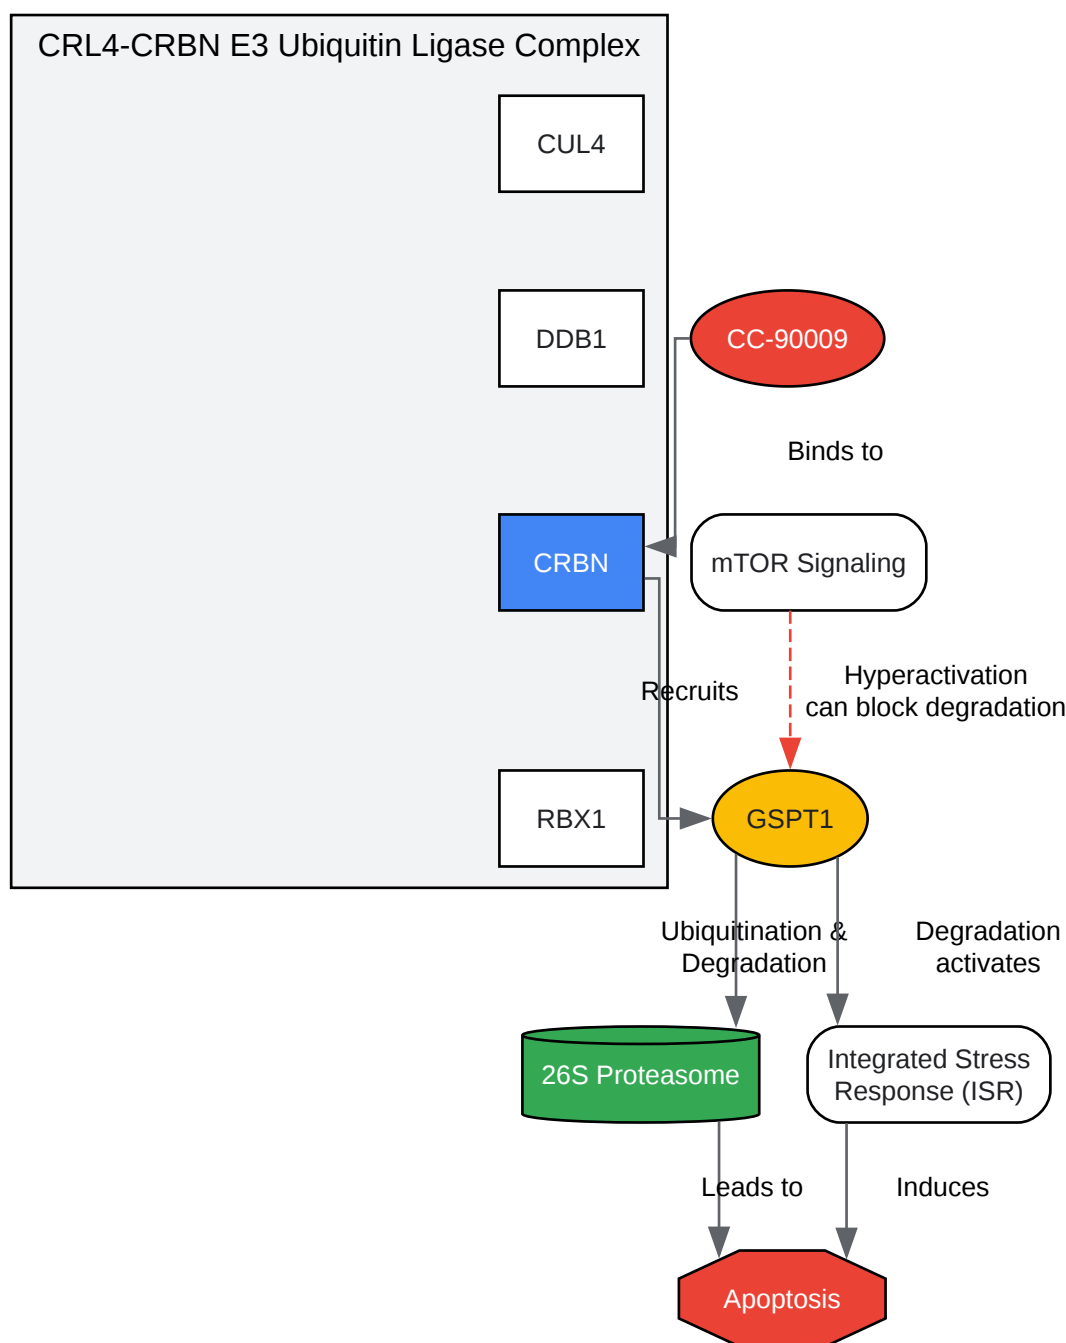 CRL4-CRBN E3 Ubiquitin Ligase Complex
CUL4
DDB1
CC-90009
Binds to
CRBN
mTOR Signaling
Recruits
Hyperactivation
can block degradation
RBX1
GSPT1
Ubiquitination &
Degradation
Degradation
activates
26S Proteasome
Integrated Stress
Response (ISR)
Leads to
Induces
Apoptosis